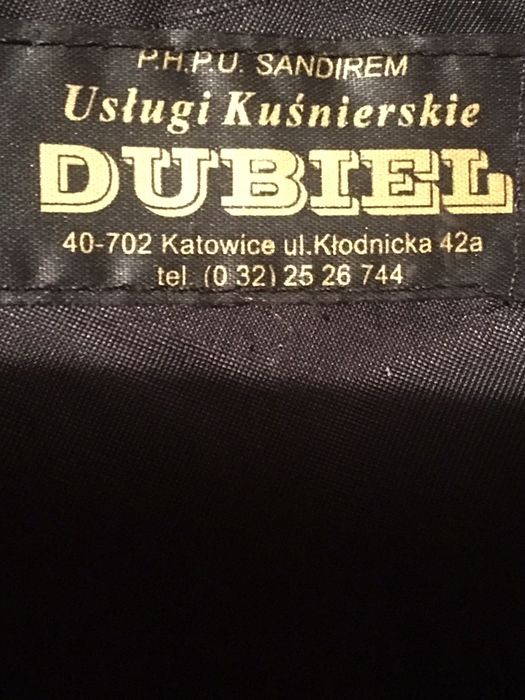 P.H.P.U. SANDIREM
Usługi Kuśnierskie
DUBIEL
40-702 Katowice ul.Kłodnicka 42a
tel. (0 32) 25 26 744